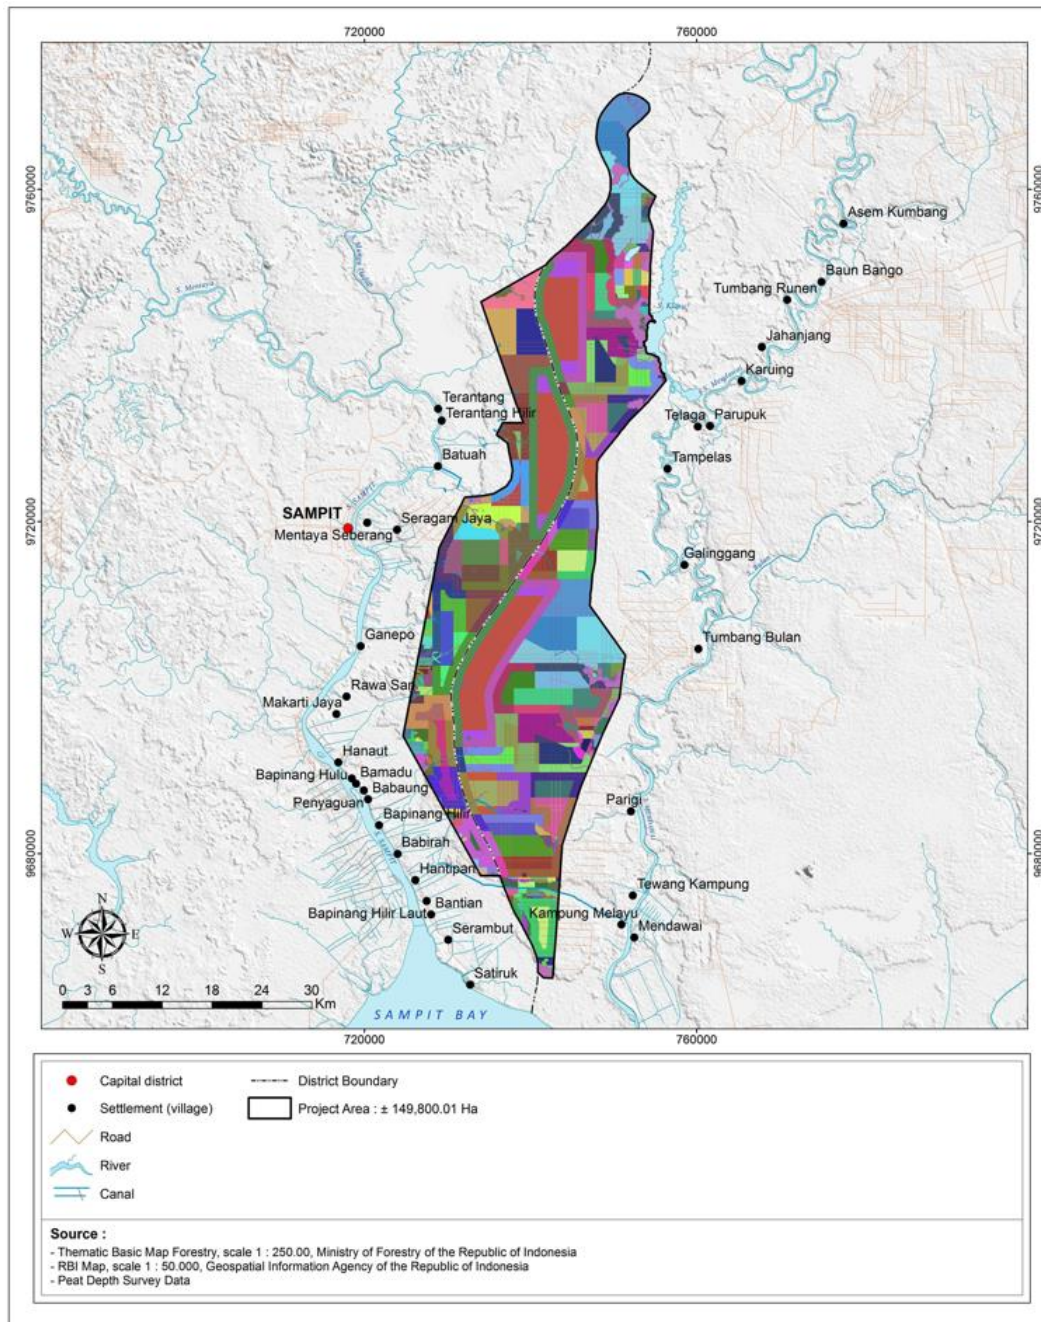 720000
760000
9760000
9760000
Asem Kumbang
Baun Bango
Tumbang Runen
S. Mentaya
Jahanjang
Karuing
Terantang
Terantang Hilir
Telaga
Parupuk
Batuah
Tampelas
S. SAMPIT
SAMPIT
Seragam Jaya
Mentaya Seberang
9720000
9720000
Galinggang
Tumbang Bulan
Ganepo
Rawa Sari
Makarti Jaya
Hanaut
Bapinang Hulu
Bamadu
Babaung
Penyaguan
Parigi
Bapinang Hilir
S. SAMPIT
Babirah
9680000
9680000
Hantipan
Tewang Kampung
Bantian
Bapinang Hilir Laut
Kampung Melayu
Mendawai
Serambut
Satiruk
N
W
E
S
0 3 6 12 18 24 30
Km
SAMPIT BAY
720000
760000
Capital district
District Boundary
Settlement (village)
Project Area : ± 149,800.01 Ha
Road
River
Canal
Source :
- Thematic Basic Map Forestry, scale 1 : 250.00, Ministry of Forestry of the Republic of Indonesia
- RBI Map, scale 1 : 50.000, Geospatial Information Agency of the Republic of Indonesia
- Peat Depth Survey Data